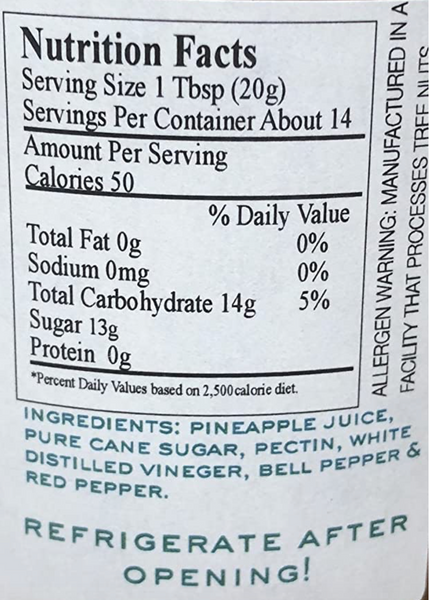 Nutrition Facts
Serving Size 1 Tbsp (20g)
Servings Per Container About 14
Amount Per Serving
Calories 50
% Daily Value
Total Fat 0g 0%
Sodium 0mg 0%
Total Carbohydrate 14g 5%
Sugar 13g
Protein 0g
*Percent Daily Values based on 2,500 calorie diet.
INGREDIENTS: PINEAPPLE JUICE,
PURE CANE SUGAR, PECTIN, WHITE
DISTILLED VINEGER, BELL PEPPER &
RED PEPPER.
REFRIGERATE AFTER
OPENING!
ALLERGEN WARNING: MANUFACTURED IN A
FACILITY THAT PROCESSES TREE NUTS